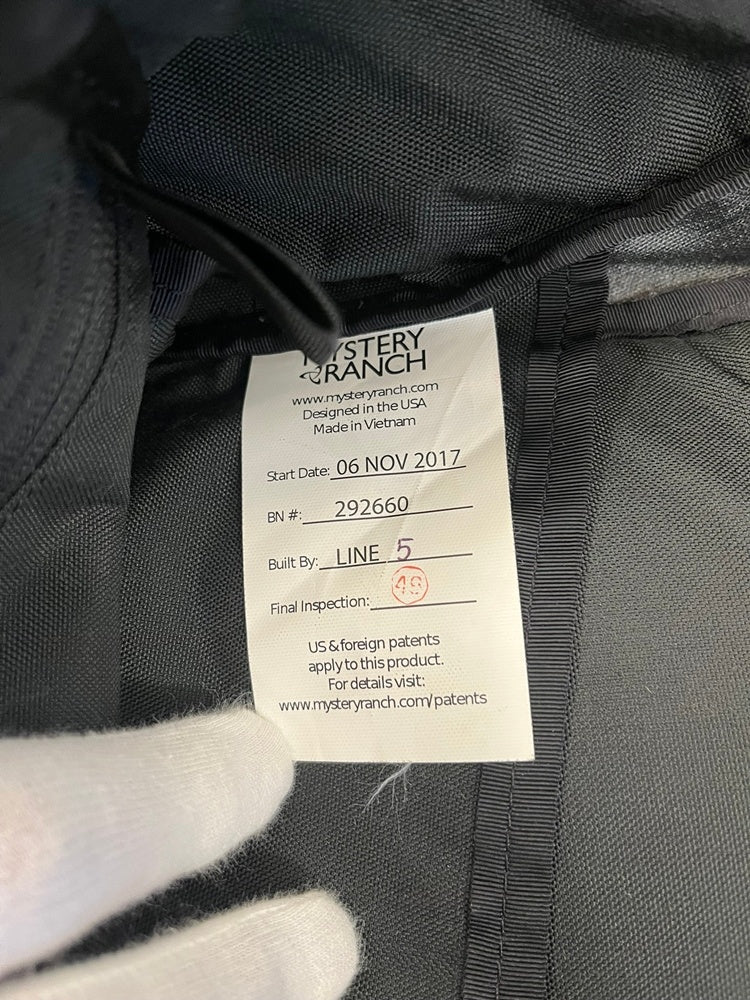 MYSTERY
RANCH
www.mysteryranch.com
Designed in the USA
Made in Vietnam
Start Date: 06 NOV 2017
BN #: 292660
Built By: LINE 5
Final Inspection:
US & foreign patents
apply to this product.
For details visit:
www.mysteryranch.com/patents